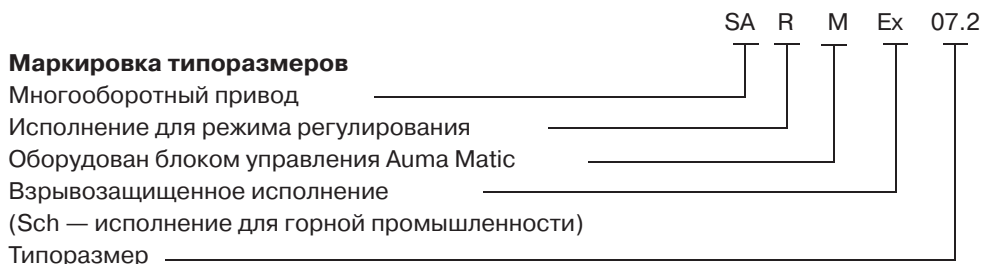 SA R M Ex 07.2
Маркировка типоразмеров
Многооборотный привод
Исполнение для режима регулирования
Оборудован блоком управления Auma Matic
Взрывозащищенное исполнение
(Sch — исполнение для горной промышленности)
Типоразмер